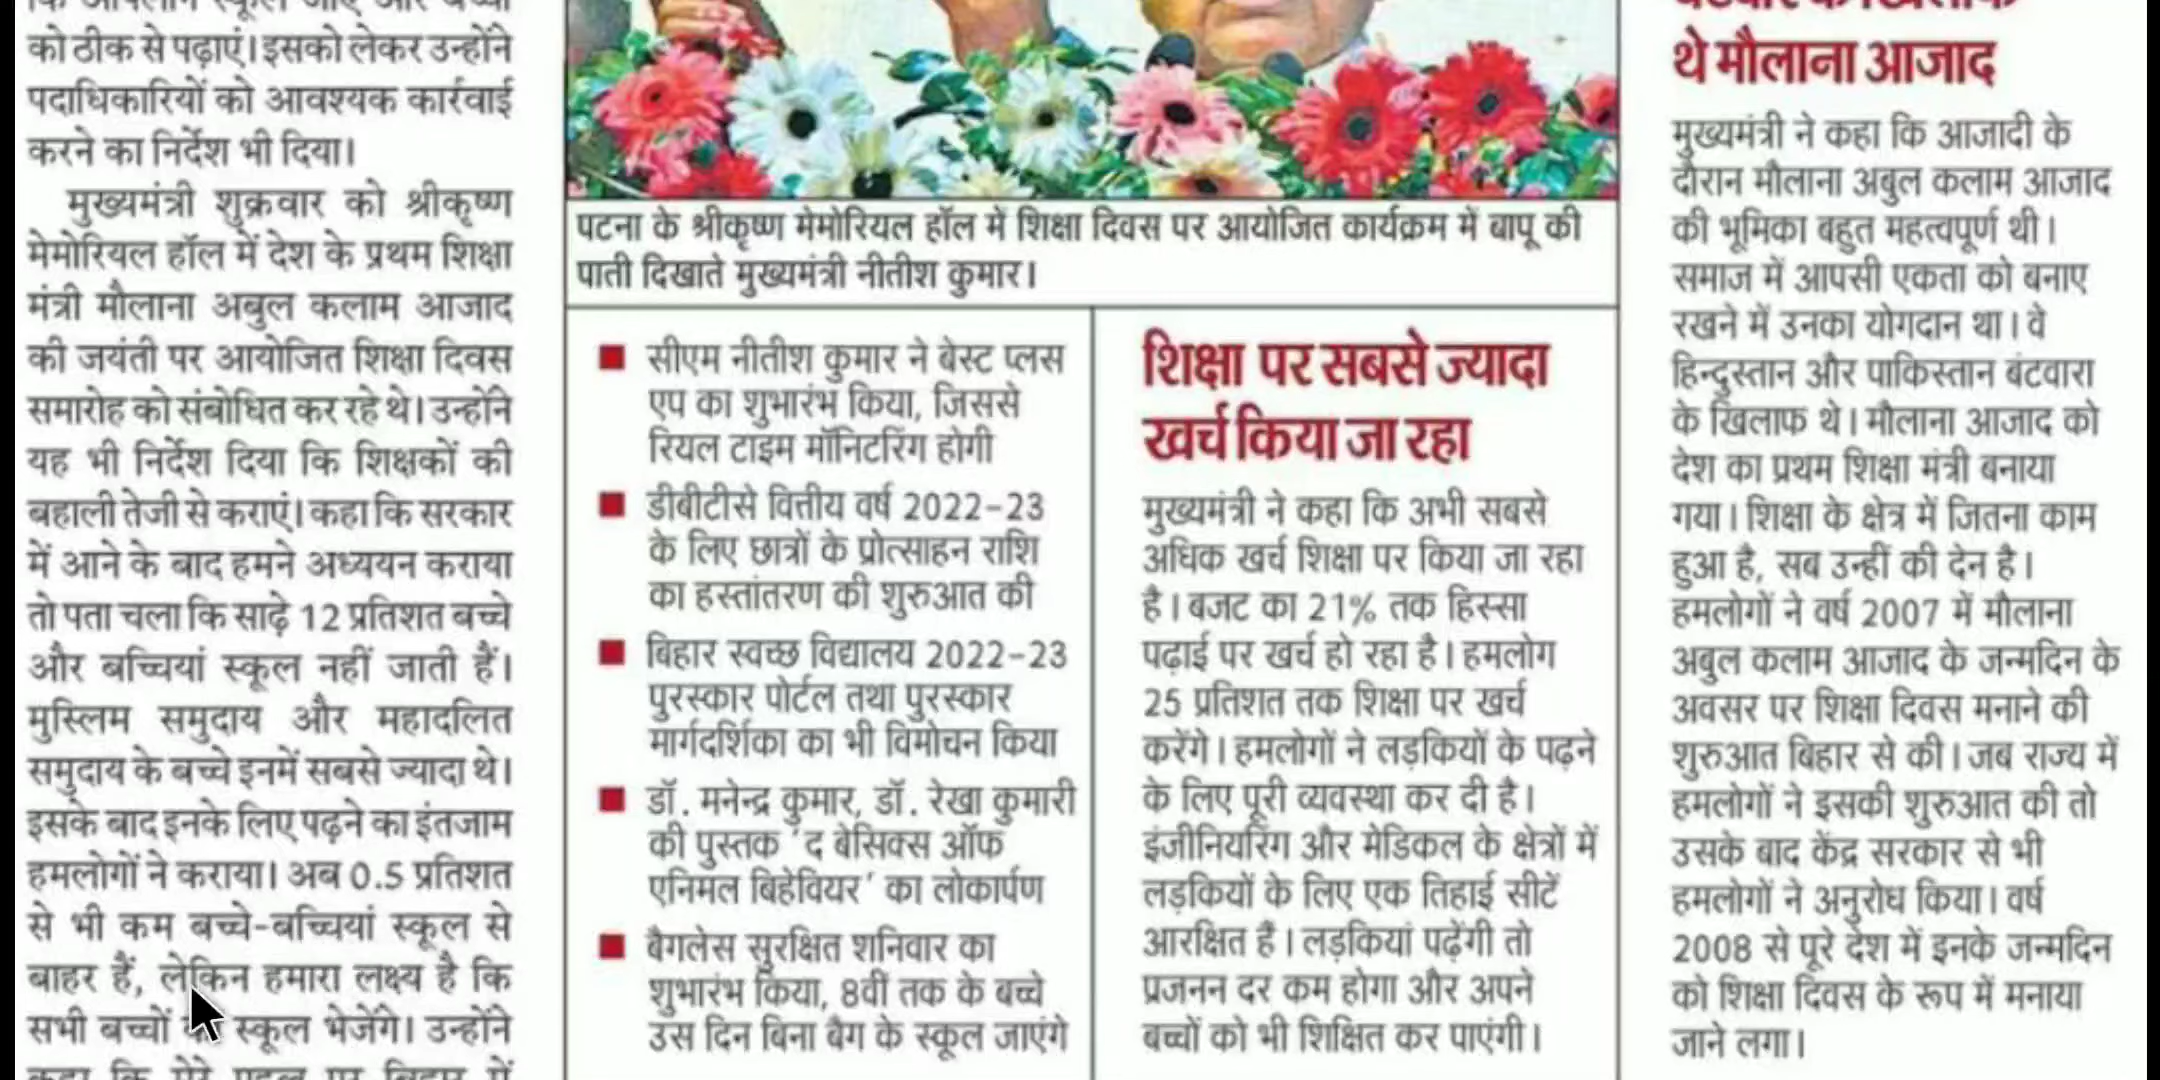 को ठीक से पढ़ाएं। इसको लेकर उन्होंने
पदाधिकारियों को आवश्यक कार्रवाई
करने का निर्देश भी दिया।
मुख्यमंत्री शुक्रवार को श्रीकृष्ण
मेमोरियल हॉल में देश के प्रथम शिक्षा
मंत्री मौलाना अबुल कलाम आजाद
की जयंती पर आयोजित शिक्षा दिवस
समारोह को संबोधित कर रहे थे। उन्होंने
यह भी निर्देश दिया कि शिक्षकों की
बहाली तेजी से कराएं। कहा कि सरकार
में आने के बाद हमने अध्ययन कराया
तो पता चला कि साढ़े 12 प्रतिशत बच्चे
और बच्चियां स्कूल नहीं जाती हैं।
मुस्लिम समुदाय और महादलित
समुदाय के बच्चे इनमें सबसे ज्यादा थे।
इसके बाद इनके लिए पढ़ने का इंतजाम
हमलोगों ने कराया। अब 0.5 प्रतिशत
से भी कम बच्चे-बच्चियां स्कूल से
बाहर हैं, लेकिन हमारा लक्ष्य है कि
सभी बच्चों को स्कूल भेजेंगे। उन्होंने
पटना के श्रीकृष्ण मेमोरियल हॉल में शिक्षा दिवस पर आयोजित कार्यक्रम में बापू की
पाती दिखाते मुख्यमंत्री नीतीश कुमार।
सीएम नीतीश कुमार ने बेस्ट प्लस
एप का शुभारंभ किया, जिससे
रियल टाइम मॉनिटरिंग होगी
डीबीटीसे वित्तीय वर्ष 2022-23
के लिए छात्रों के प्रोत्साहन राशि
का हस्तांतरण की शुरुआत की
बिहार स्वच्छ विद्यालय 2022-23
पुरस्कार पोर्टल तथा पुरस्कार
मार्गदर्शिका का भी विमोचन किया
डॉ. मनेन्द्र कुमार, डॉ. रेखा कुमारी
की पुस्तक 'द बेसिक्स ऑफ
एनिमल बिहेवियर' का लोकार्पण
बैगलेस सुरक्षित शनिवार का
शुभारंभ किया, 8वीं तक के बच्चे
उस दिन बिना बैग के स्कूल जाएंगे
शिक्षा पर सबसे ज्यादा
खर्च किया जा रहा
मुख्यमंत्री ने कहा कि अभी सबसे
अधिक खर्च शिक्षा पर किया जा रहा
है। बजट का 21% तक हिस्सा
पढ़ाई पर खर्च हो रहा है। हमलोग
25 प्रतिशत तक शिक्षा पर खर्च
करेंगे। हमलोगों ने लड़कियों के पढ़ने
के लिए पूरी व्यवस्था कर दी है।
इंजीनियरिंग और मेडिकल के क्षेत्रों में
लड़कियों के लिए एक तिहाई सीटें
आरक्षित हैं। लड़कियां पढ़ेंगी तो
प्रजनन दर कम होगा और अपने
बच्चों को भी शिक्षित कर पाएंगी।
थे मौलाना आजाद
मुख्यमंत्री ने कहा कि आजादी के
दौरान मौलाना अबुल कलाम आजाद
की भूमिका बहुत महत्वपूर्ण थी।
समाज में आपसी एकता को बनाए
रखने में उनका योगदान था। वे
हिन्दुस्तान और पाकिस्तान बंटवारा
के खिलाफ थे। मौलाना आजाद को
देश का प्रथम शिक्षा मंत्री बनाया
गया। शिक्षा के क्षेत्र में जितना काम
हुआ है, सब उन्हीं की देन है।
हमलोगों ने वर्ष 2007 में मौलाना
अबुल कलाम आजाद के जन्मदिन के
अवसर पर शिक्षा दिवस मनाने की
शुरुआत बिहार से की। जब राज्य में
हमलोगों ने इसकी शुरुआत की तो
उसके बाद केंद्र सरकार से भी
हमलोगों ने अनुरोध किया। वर्ष
2008 से पूरे देश में इनके जन्मदिन
को शिक्षा दिवस के रूप में मनाया
जाने लगा।